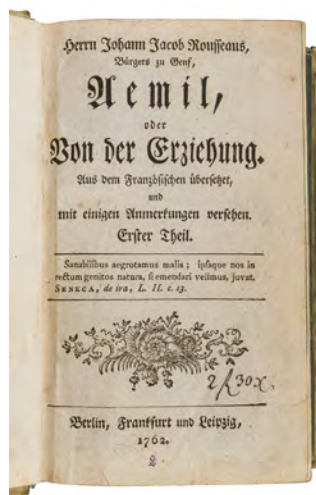 Herrn Johann Jacob Rousseaus,
Bürgers zu Genf,
Aemil,
oder
Von der Erziehung.
Aus dem Französischen übersetzet,
und
mit einigen Anmerkungen versehen.
Erster Theil.
Sanabilibus aegrotamus malis; ipsaque nos in
rectum genitos natura, si emendari velimus, juvat.
SENECA, de ira, L. II. c. 13.
2f 30x.
Berlin, Frankfurt und Leipzig,
1762.